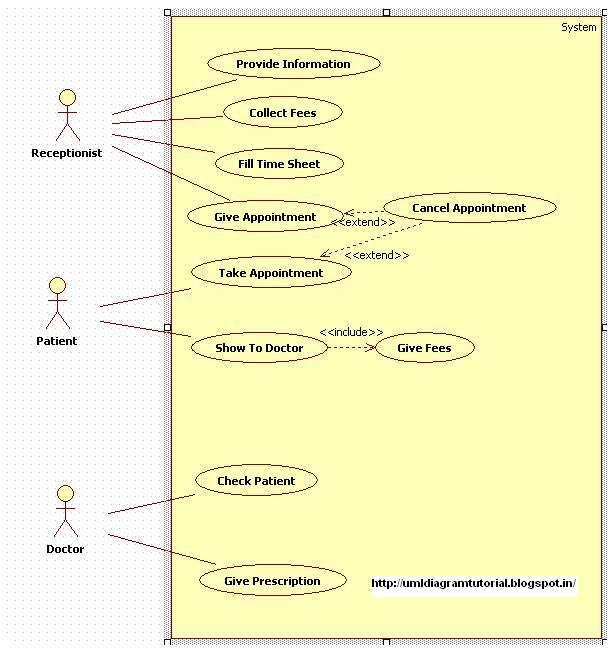 System
Provide Information
Collect Fees
Receptionist
Fill Time Sheet
Cancel Appointment
Give Appointment
<<extend>>
<<extend>>
Take Appointment
<<include>>
Patient
Show To Doctor
Give Fees
Check Patient
Doctor
Give Prescription
http://umldiagramtutorial.blogspot.in/